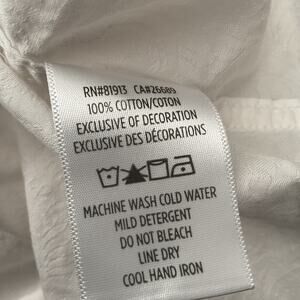 RN#81913 CA#26689
100% COTTON/COTON
EXCLUSIVE OF DECORATION
EXCLUSIVE DES DÉCORATIONS
MACHINE WASH COLD WATER
MILD DETERGENT
DO NOT BLEACH
LINE DRY
COOL HAND IRON